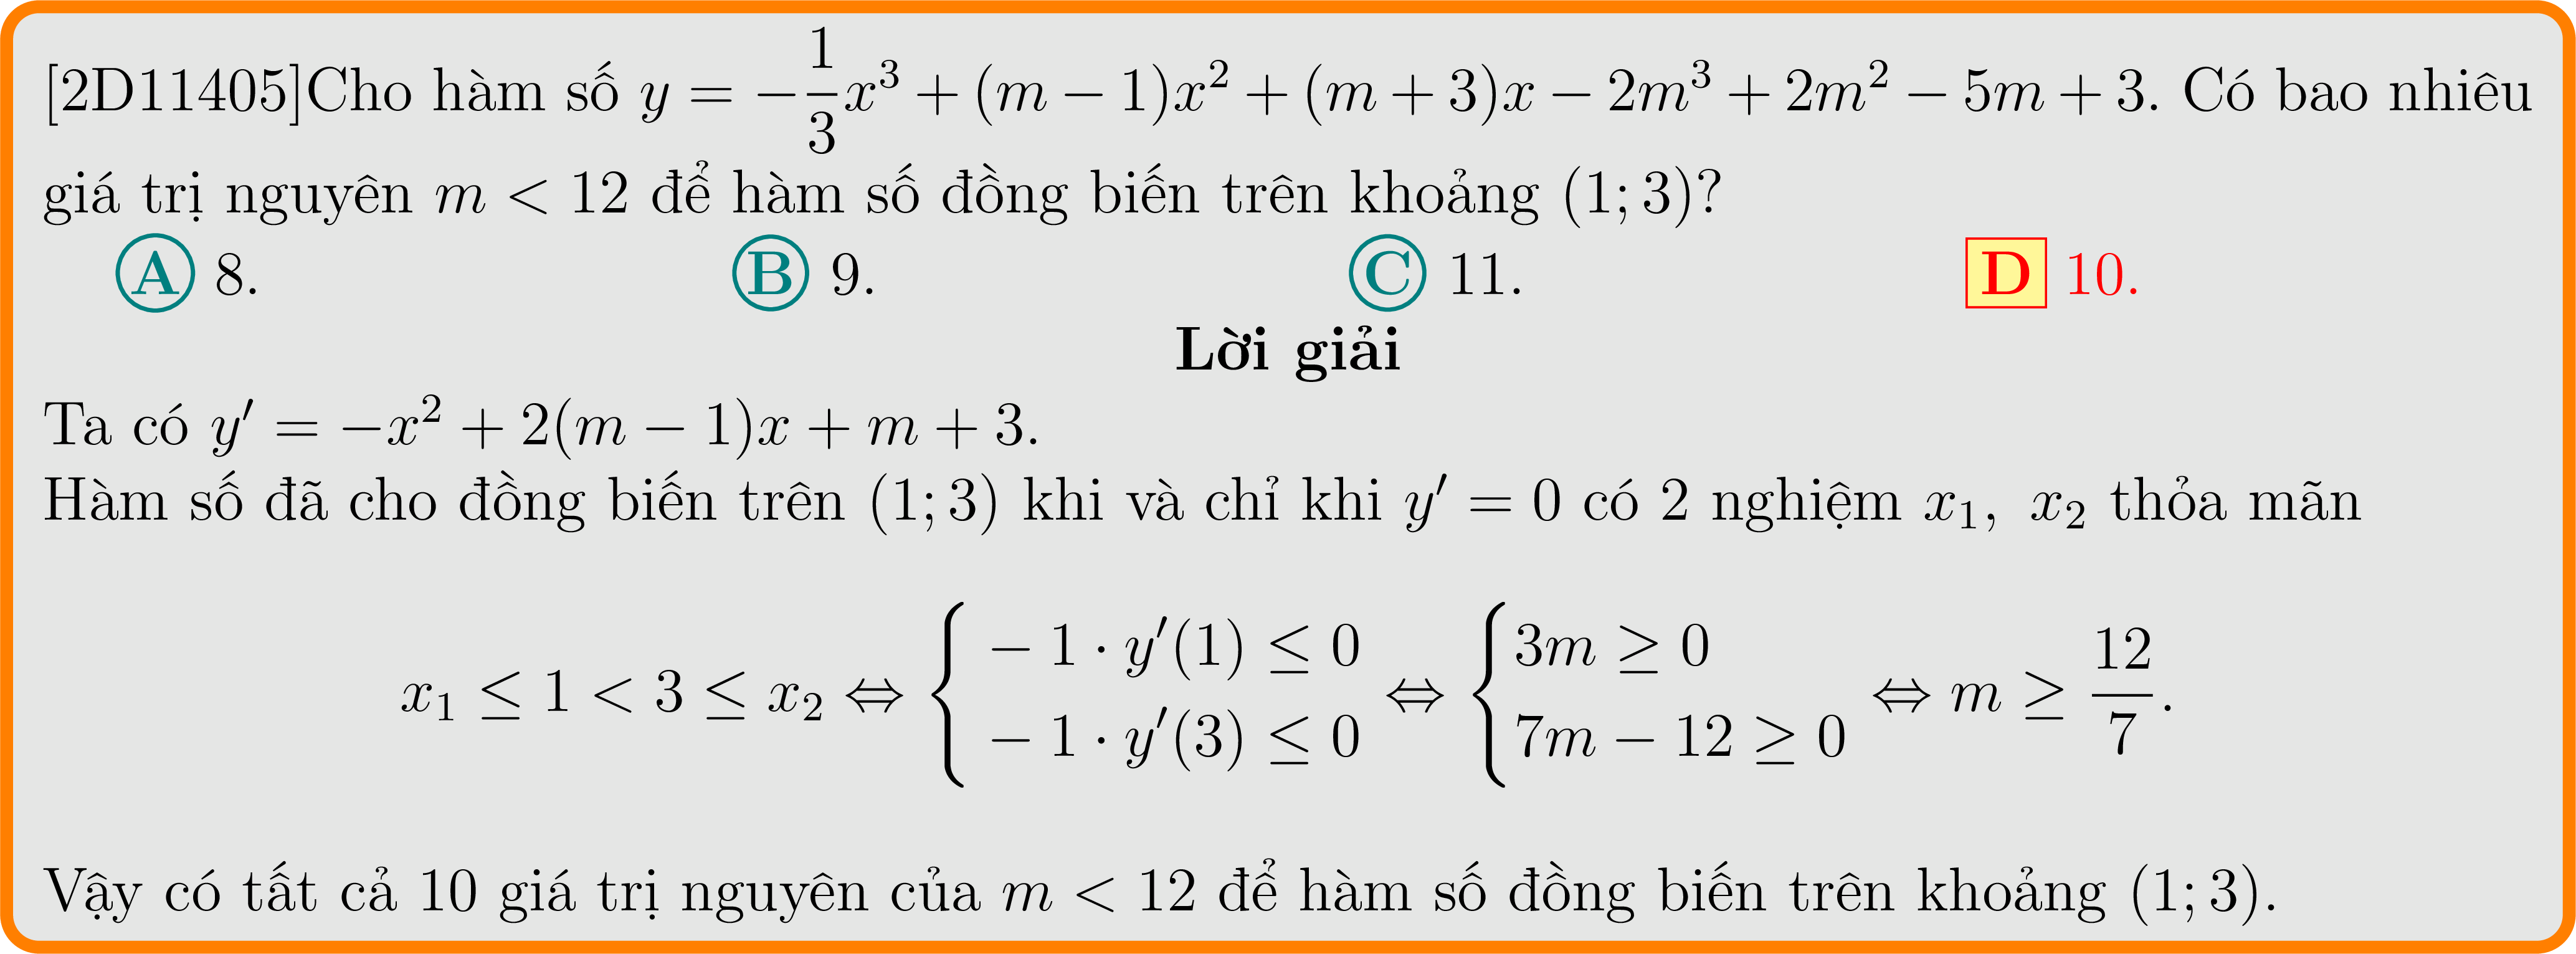 [2D11405]Cho hàm số $y = -\dfrac{1}{3}x^3 + (m - 1)x^2 + (m + 3)x - 2m^3 + 2m^2 - 5m + 3$. Có bao nhiêu
giá trị nguyên $m < 12$ để hàm số đồng biến trên khoảng $(1; 3)$?
A 8. B 9. C 11. D 10.
Lời giải
Ta có $y' = -x^2 + 2(m - 1)x + m + 3$.
Hàm số đã cho đồng biến trên $(1; 3)$ khi và chỉ khi $y' = 0$ có 2 nghiệm $x_1, x_2$ thỏa mãn
$x_1 \leq 1 < 3 \leq x_2 \Leftrightarrow \begin{cases} -1 \cdot y'(1) \leq 0 \\ -1 \cdot y'(3) \leq 0 \end{cases} \Leftrightarrow \begin{cases} 3m \geq 0 \\ 7m - 12 \geq 0 \end{cases} \Leftrightarrow m \geq \dfrac{12}{7}.$
Vậy có tất cả 10 giá trị nguyên của $m < 12$ để hàm số đồng biến trên khoảng $(1; 3)$.